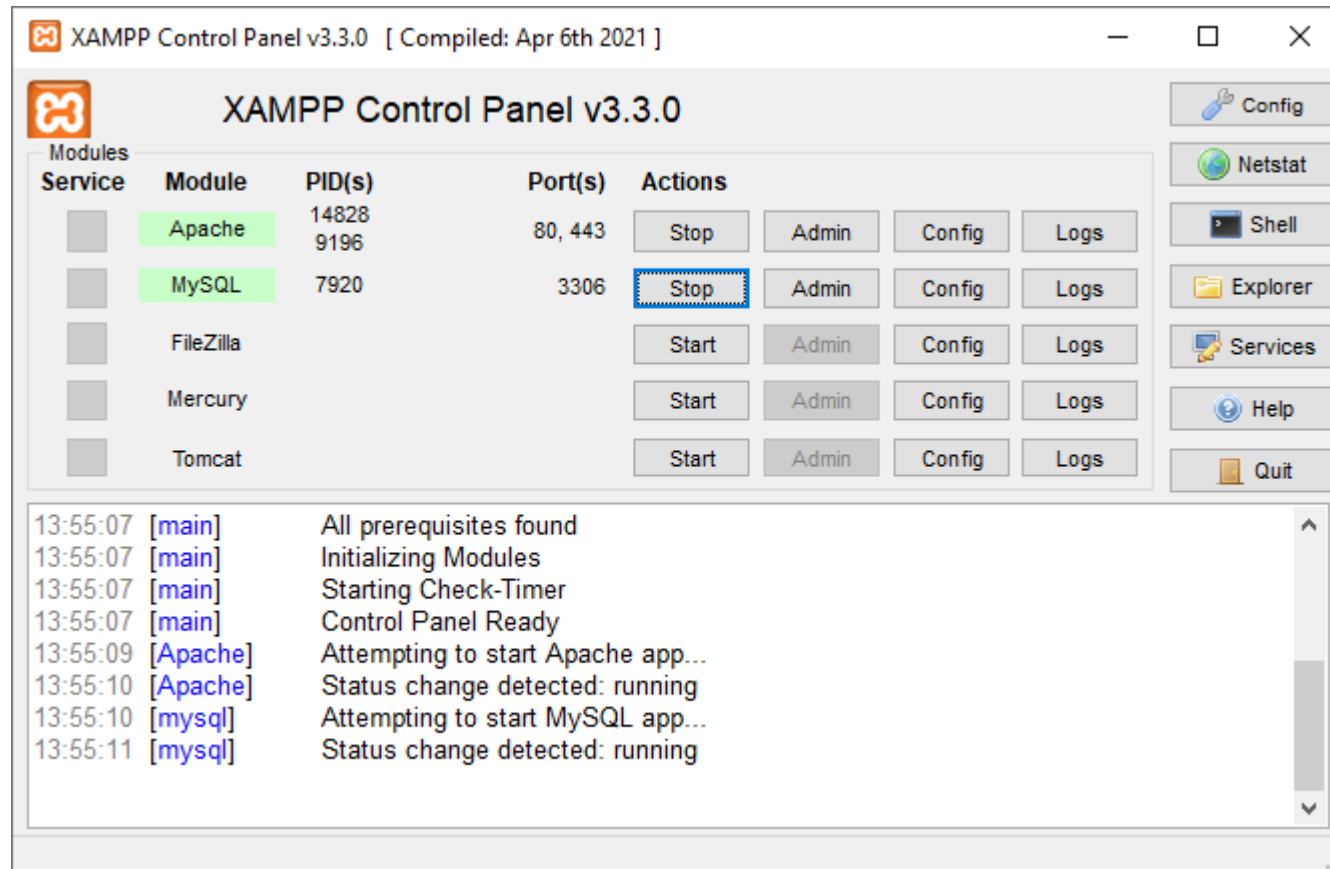 XAMPP Control Panel v3.3.0 [ Compiled: Apr 6th 2021 ]
XAMPP Control Panel v3.3.0
Config
Modules
Netstat
Service Module PID(s) Port(s) Actions
Apache 14828 9196 80, 443 Stop Admin Config Logs
Shell
MySQL 7920 3306 Stop Admin Config Logs
Explorer
FileZilla Start Admin Config Logs
Services
Mercury Start Admin Config Logs
Help
Tomcat Start Admin Config Logs
Quit
13:55:07 [main] All prerequisites found
13:55:07 [main] Initializing Modules
13:55:07 [main] Starting Check-Timer
13:55:07 [main] Control Panel Ready
13:55:09 [Apache] Attempting to start Apache app...
13:55:10 [Apache] Status change detected: running
13:55:10 [mysql] Attempting to start MySQL app...
13:55:11 [mysql] Status change detected: running